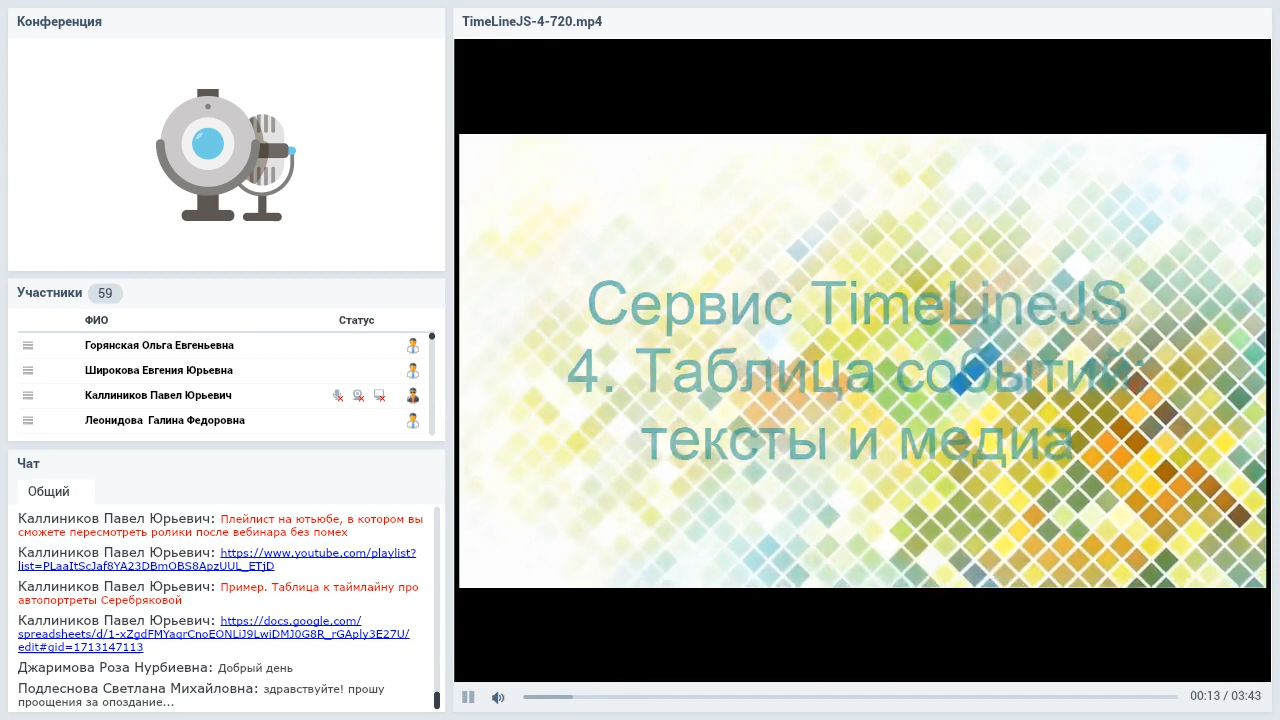 Конференция
TimeLineJS-4-720.mp4
Участники 59
ФИО Статус
Горянская Ольга Евгеньевна
Широкова Евгения Юрьевна
Каллиников Павел Юрьевич
Леонидова Галина Федоровна
Чат
Общий
Каллиников Павел Юрьевич: Плейлист на ютьюбе, в котором вы
сможете пересмотреть ролики после вебинара без помех
Каллиников Павел Юрьевич: https://www.youtube.com/playlist?
list=PLaaItScJaf8YA23DBmOBS8ApzUUL_ETjD
Каллиников Павел Юрьевич: Пример. Таблица к таймлайну про
автопортреты Серебряковой
Каллиников Павел Юрьевич: https://docs.google.com/
spreadsheets/d/1-xZgdFMYaqrCnoEONLiJ9LwiDMJ0G8R_rGAply3E27U/
edit#gid=1713147113
Джаримова Роза Нурбиевна: Добрый день
Подлеснова Светлана Михайловна: здравствуйте! прошу
проощения за опоздание...
Сервис TimeLineJS
4. Таблица событий:
тексты и медиа
00:13 / 03:43